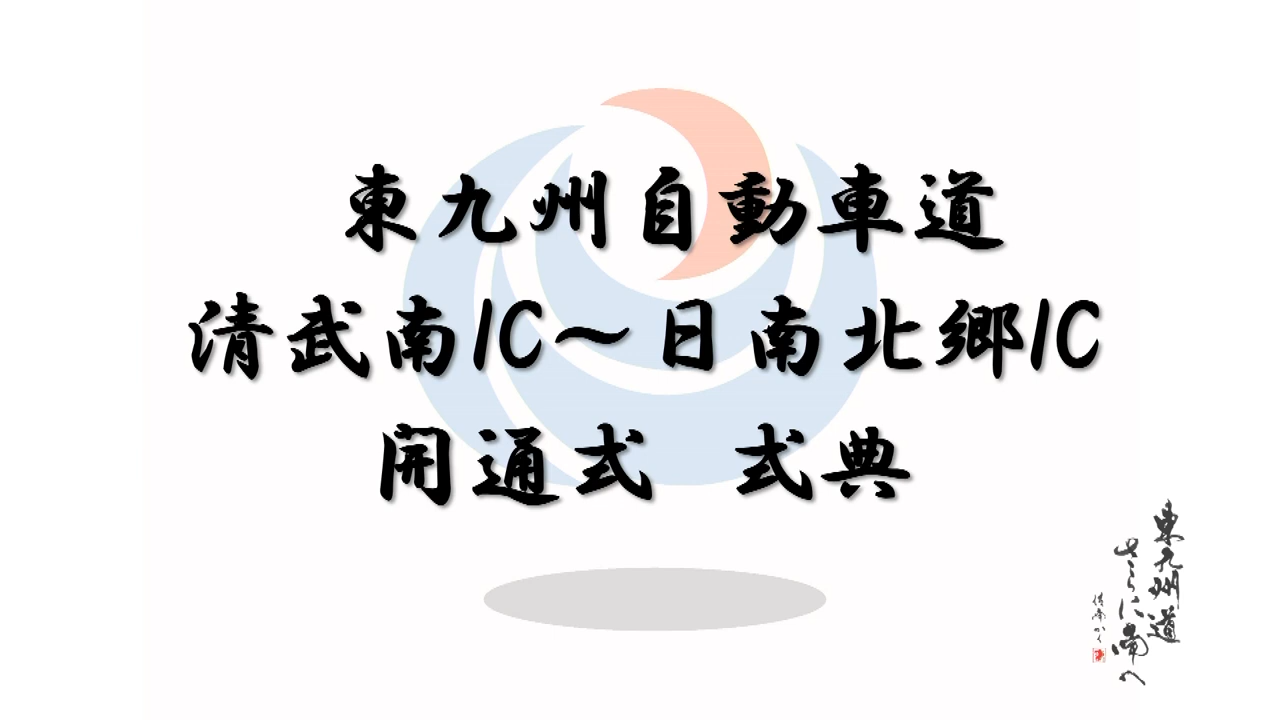 東九州自動車道
清武南IC～日南北郷IC
開通式 式典
東九州道
さらに南へ